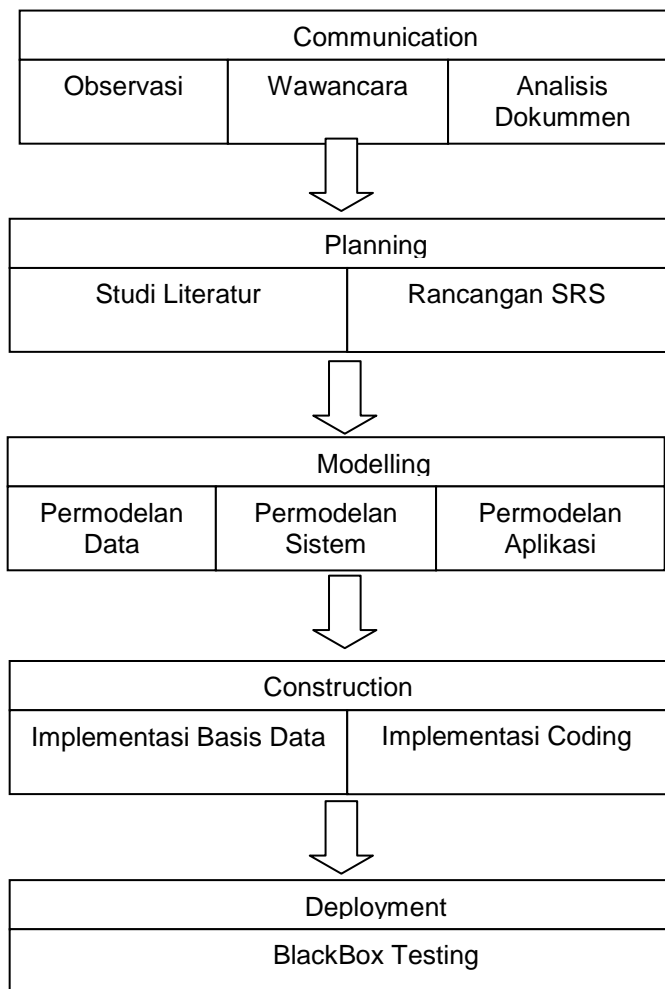 Communication
Observasi
Wawancara
Analisis
Dokummen
Planning
Studi Literatur
Rancangan SRS
Modelling
Permodelan
Data
Permodelan
Sistem
Permodelan
Aplikasi
Construction
Implementasi Basis Data
Implementasi Coding
Deployment
BlackBox Testing